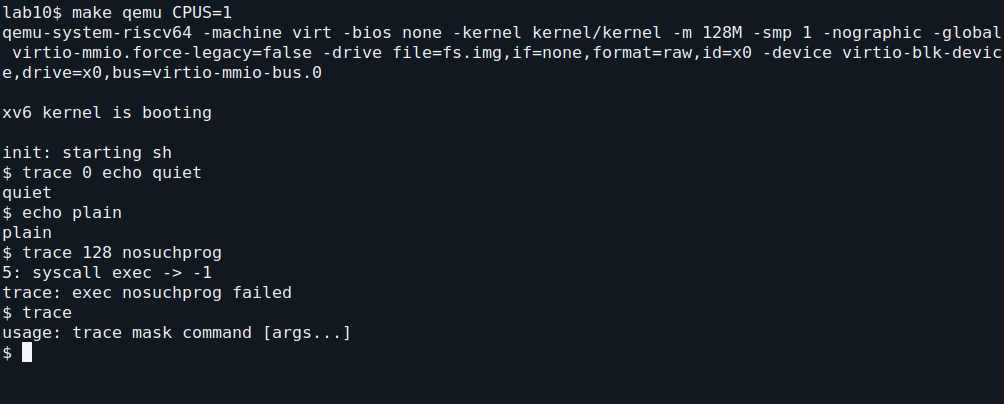 lab10$ make qemu CPUS=1
qemu-system-riscv64 -machine virt -bios none -kernel kernel/kernel -m 128M -smp 1 -nographic -global
 virtio-mmio.force-legacy=false -drive file=fs.img,if=none,format=raw,id=x0 -device virtio-blk-devic
e,drive=x0,bus=virtio-mmio-bus.0

xv6 kernel is booting

init: starting sh
$ trace 0 echo quiet
quiet
$ echo plain
plain
$ trace 128 nosuchprog
5: syscall exec -> -1
trace: exec nosuchprog failed
$ trace
usage: trace mask command [args...]
$